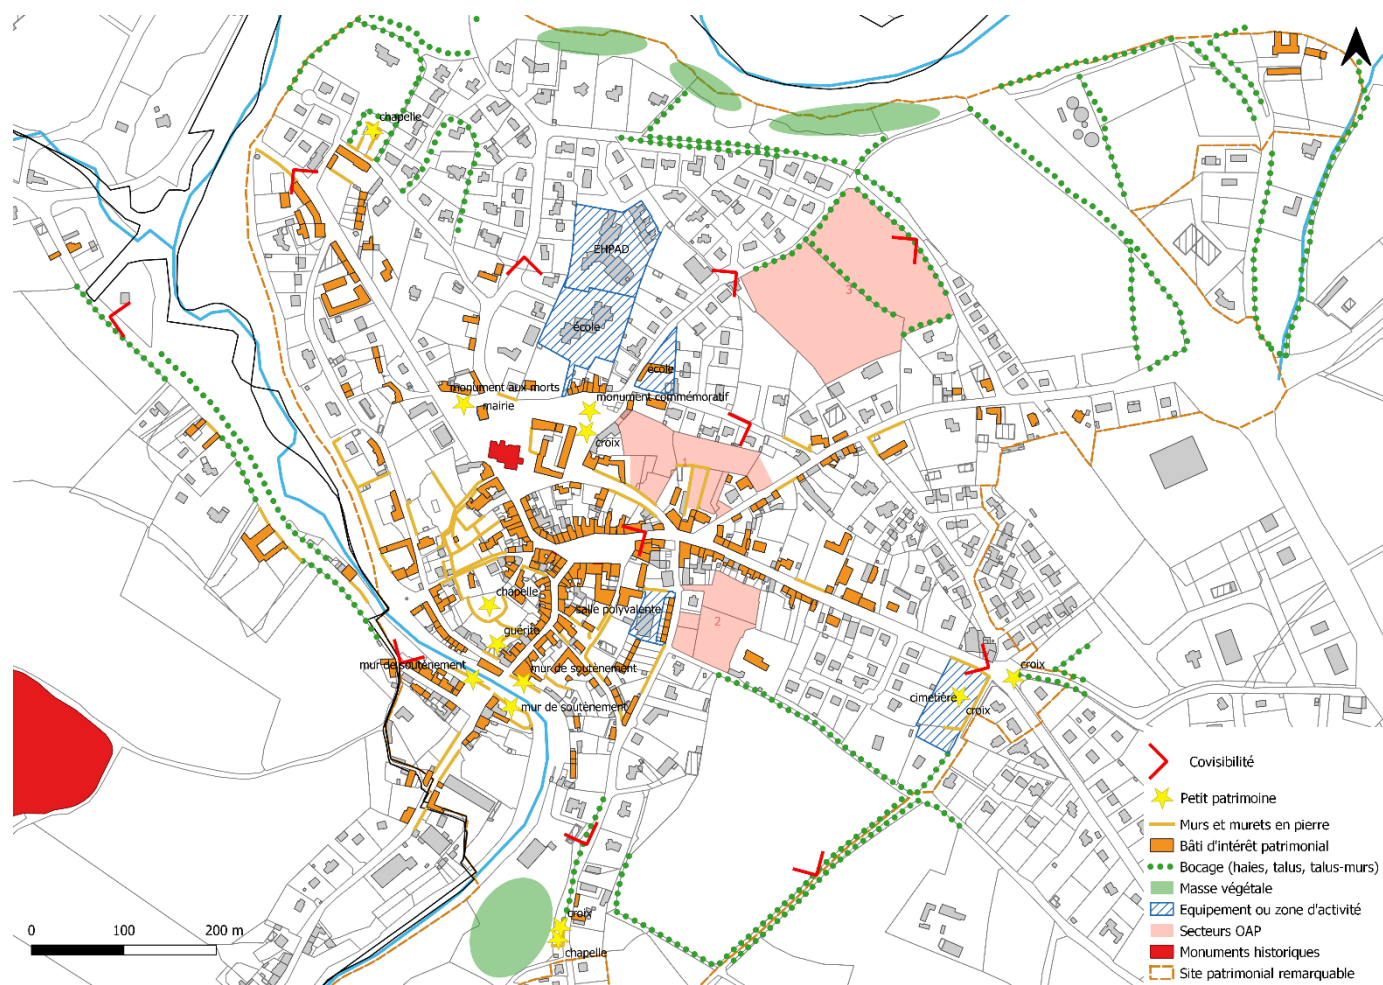 chapelle
EHPAD
3
école
école
monument aux morts
monument commémoratif
mairie
croix
1
chapelle
salle polyvalente
2
guérite
mur de soutènement
mur de soutènement
croix
cimetière
mur de soutènement
croix
croix
chapelle
Covisibilité
Petit patrimoine
Murs et murets en pierre
Bâti d'intérêt patrimonial
Bocage (haies, talus, talus-murs)
Masse végétale
Equipement ou zone d'activité
Secteurs OAP
Monuments historiques
Site patrimonial remarquable
0 100 200 m